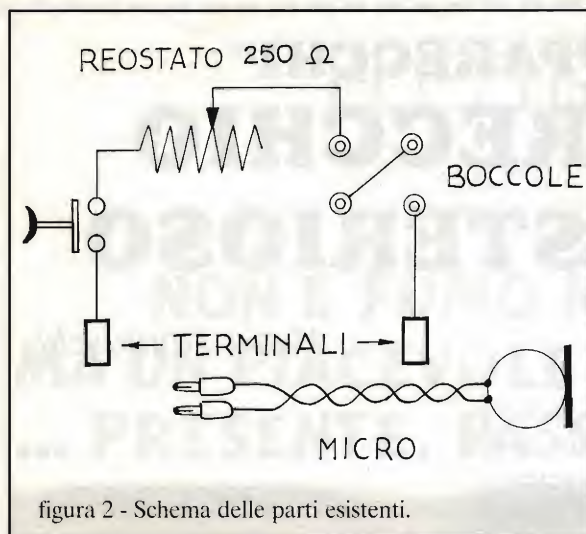 REOSTATO 250 Ω
BOCCOLE
TERMINALI
MICRO
figura 2 - Schema delle parti esistenti.